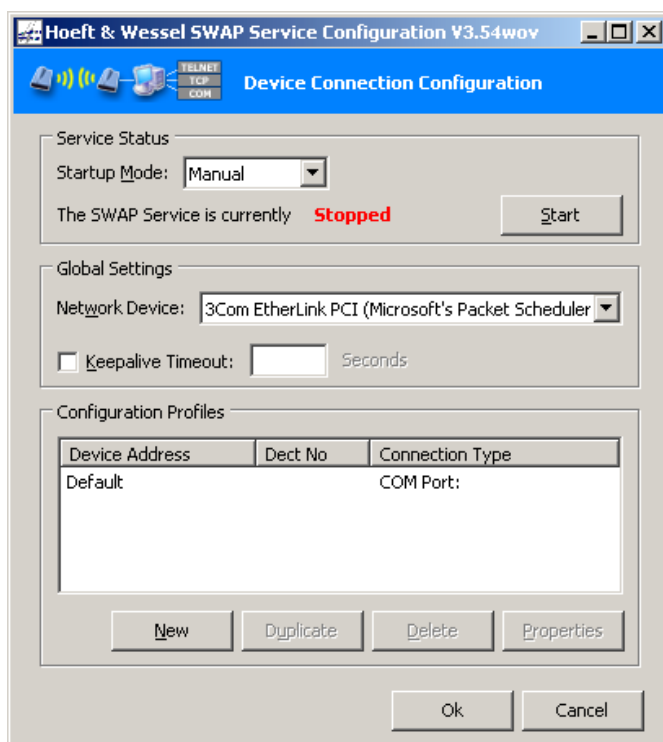 Hoeft & Wessel SWAP Service Configuration V3.54wov
TELNET
TCP
COM
Device Connection Configuration
Service Status
Startup Mode: Manual
The SWAP Service is currently Stopped Start
Global Settings
Network Device: 3Com EtherLink PCI (Microsoft's Packet Scheduler
Keepalive Timeout: Seconds
Configuration Profiles
Device Address Dect No Connection Type
Default COM Port:
New Duplicate Delete Properties
Ok Cancel